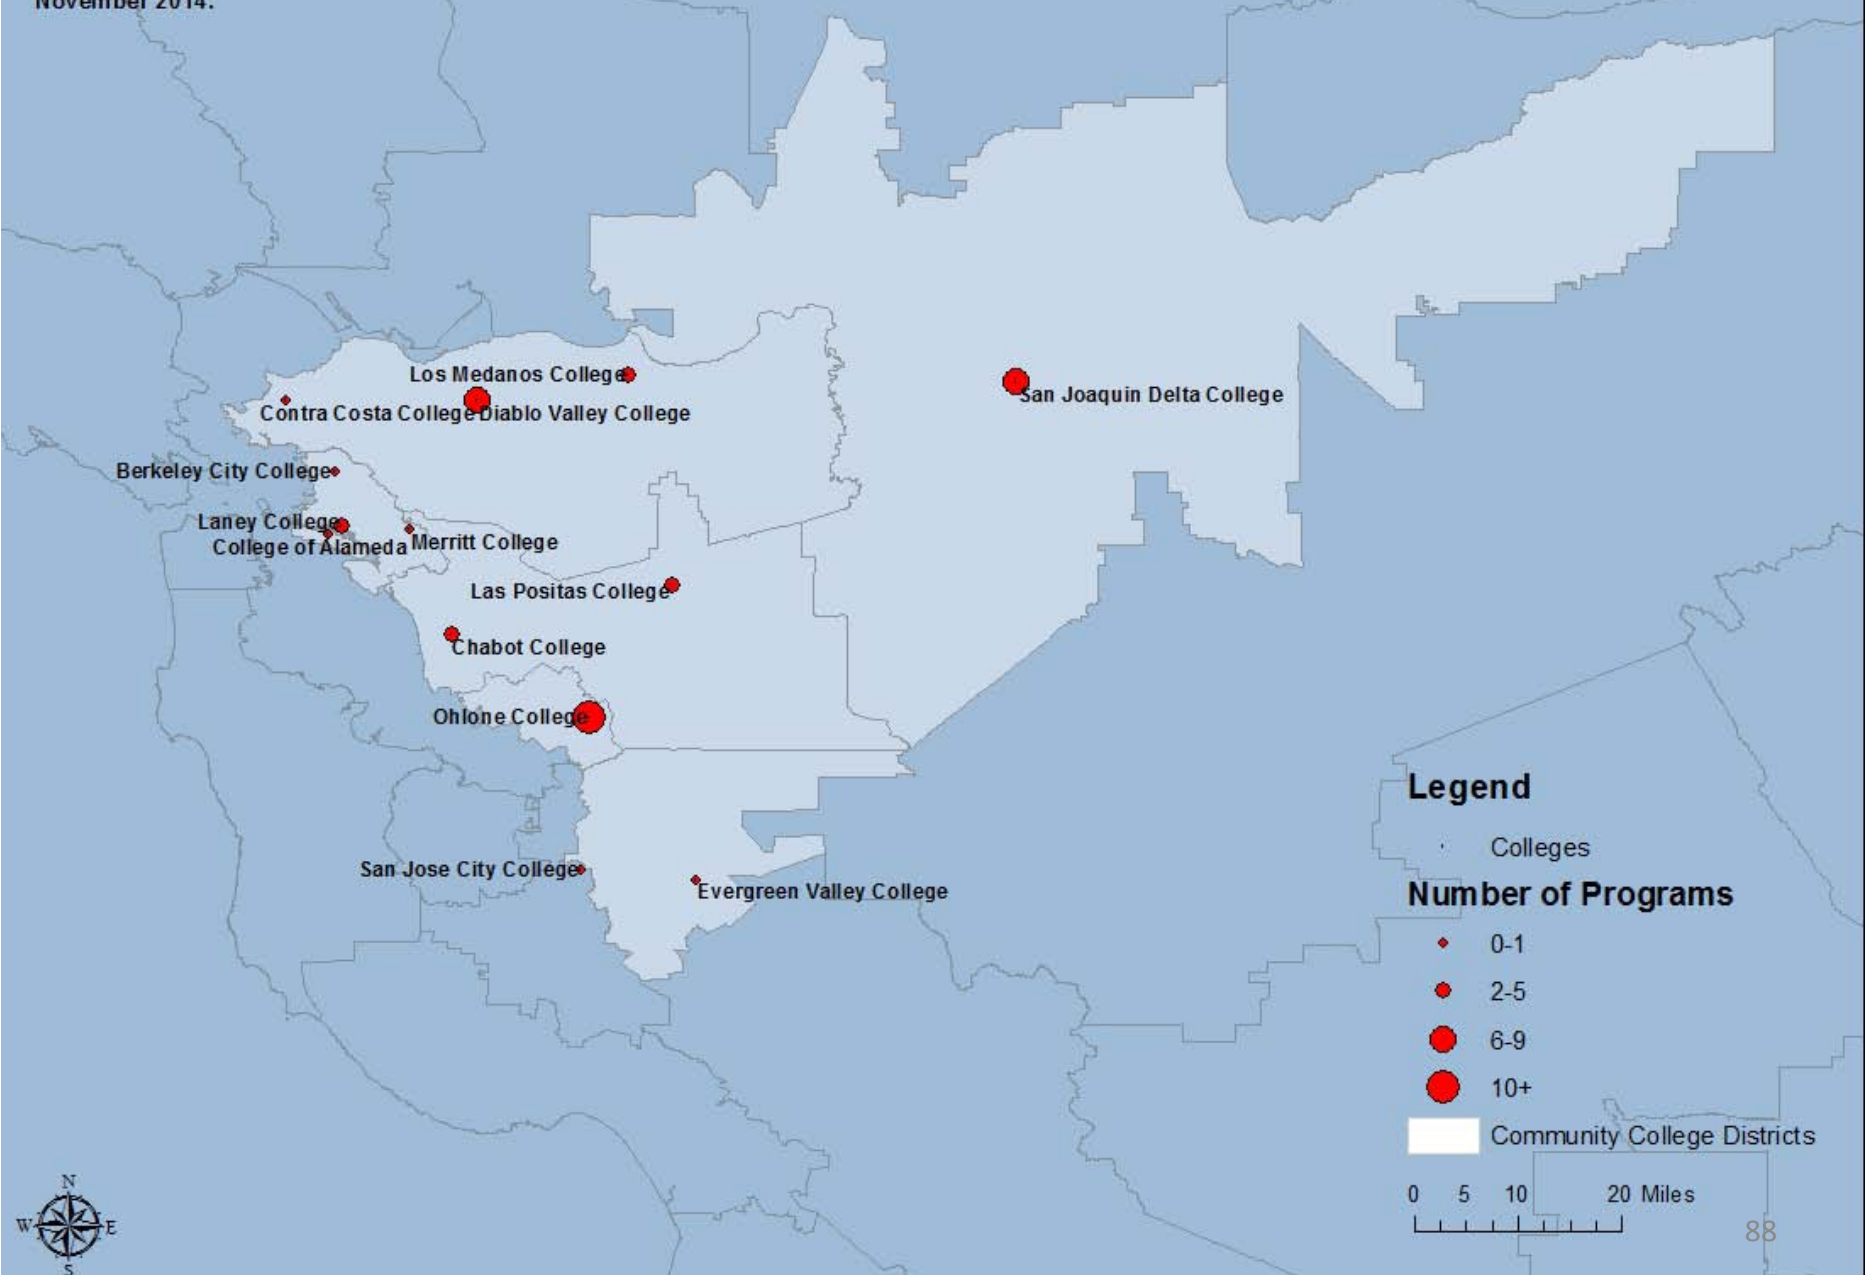 November 2014.
Los Medanos College
Contra Costa College
Diablo Valley College
San Joaquin Delta College
Berkeley City College
Laney College
College of Alameda
Merritt College
Las Positas College
Chabot College
Ohlone College
San Jose City College
Evergreen Valley College
Legend
Colleges
Number of Programs
0-1
2-5
6-9
10+
Community College Districts
0 5 10 20 Miles
88
N
W E
S